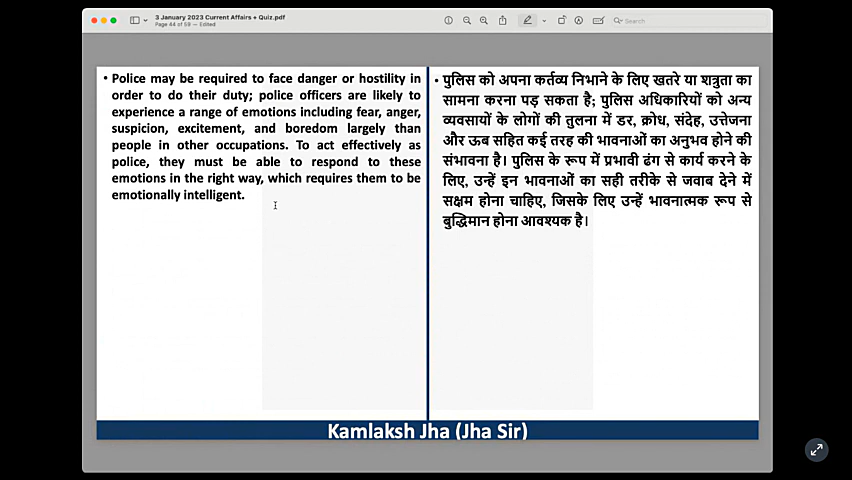 3 January 2023 Current Affairs + Quiz.pdf
Page 44 of 59 – Edited
Search
• Police may be required to face danger or hostility in
order to do their duty; police officers are likely to
experience a range of emotions including fear, anger,
suspicion, excitement, and boredom largely than
people in other occupations. To act effectively as
police, they must be able to respond to these
emotions in the right way, which requires them to be
emotionally intelligent.
• पुलिस को अपना कर्तव्य निभाने के लिए खतरे या शत्रुता का
सामना करना पड़ सकता है; पुलिस अधिकारियों को अन्य
व्यवसायों के लोगों की तुलना में डर, क्रोध, संदेह, उत्तेजना
और ऊब सहित कई तरह की भावनाओं का अनुभव होने की
संभावना है। पुलिस के रूप में प्रभावी ढंग से कार्य करने के
लिए, उन्हें इन भावनाओं का सही तरीके से जवाब देने में
सक्षम होना चाहिए, जिसके लिए उन्हें भावनात्मक रूप से
बुद्धिमान होना आवश्यक है।
Kamlaksh Jha (Jha Sir)